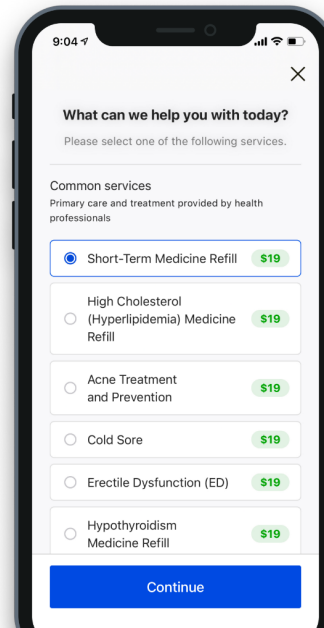 9:04
What can we help you with today?
Please select one of the following services.
Common services
Primary care and treatment provided by health
professionals
Short-Term Medicine Refill $19
High Cholesterol
(Hyperlipidemia) Medicine $19
Refill
Acne Treatment
and Prevention $19
Cold Sore $19
Erectile Dysfunction (ED) $19
Hypothyroidism
Medicine Refill $19
Continue